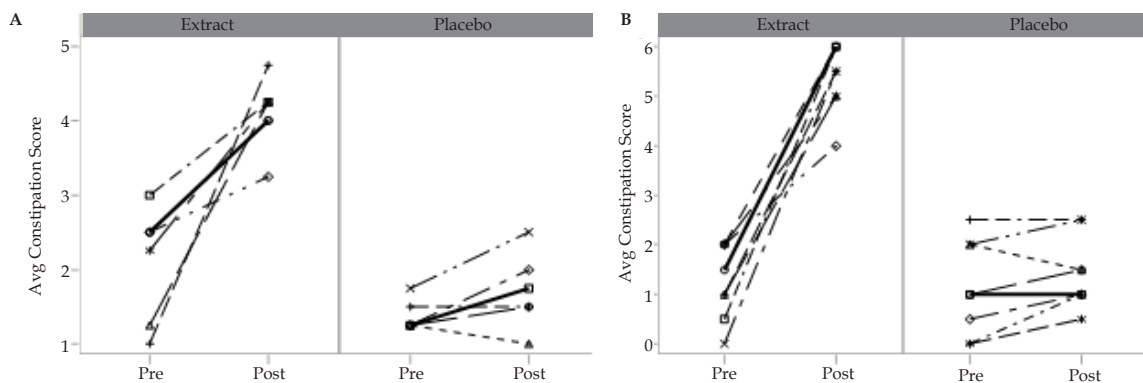 A
Extract
Placebo
Avg Constipation Score
5
4
3
2
1
Pre
Post
Pre
Post
B
Extract
Placebo
Avg Constipation Score
6
5
4
3
2
1
0
Pre
Post
Pre
Post